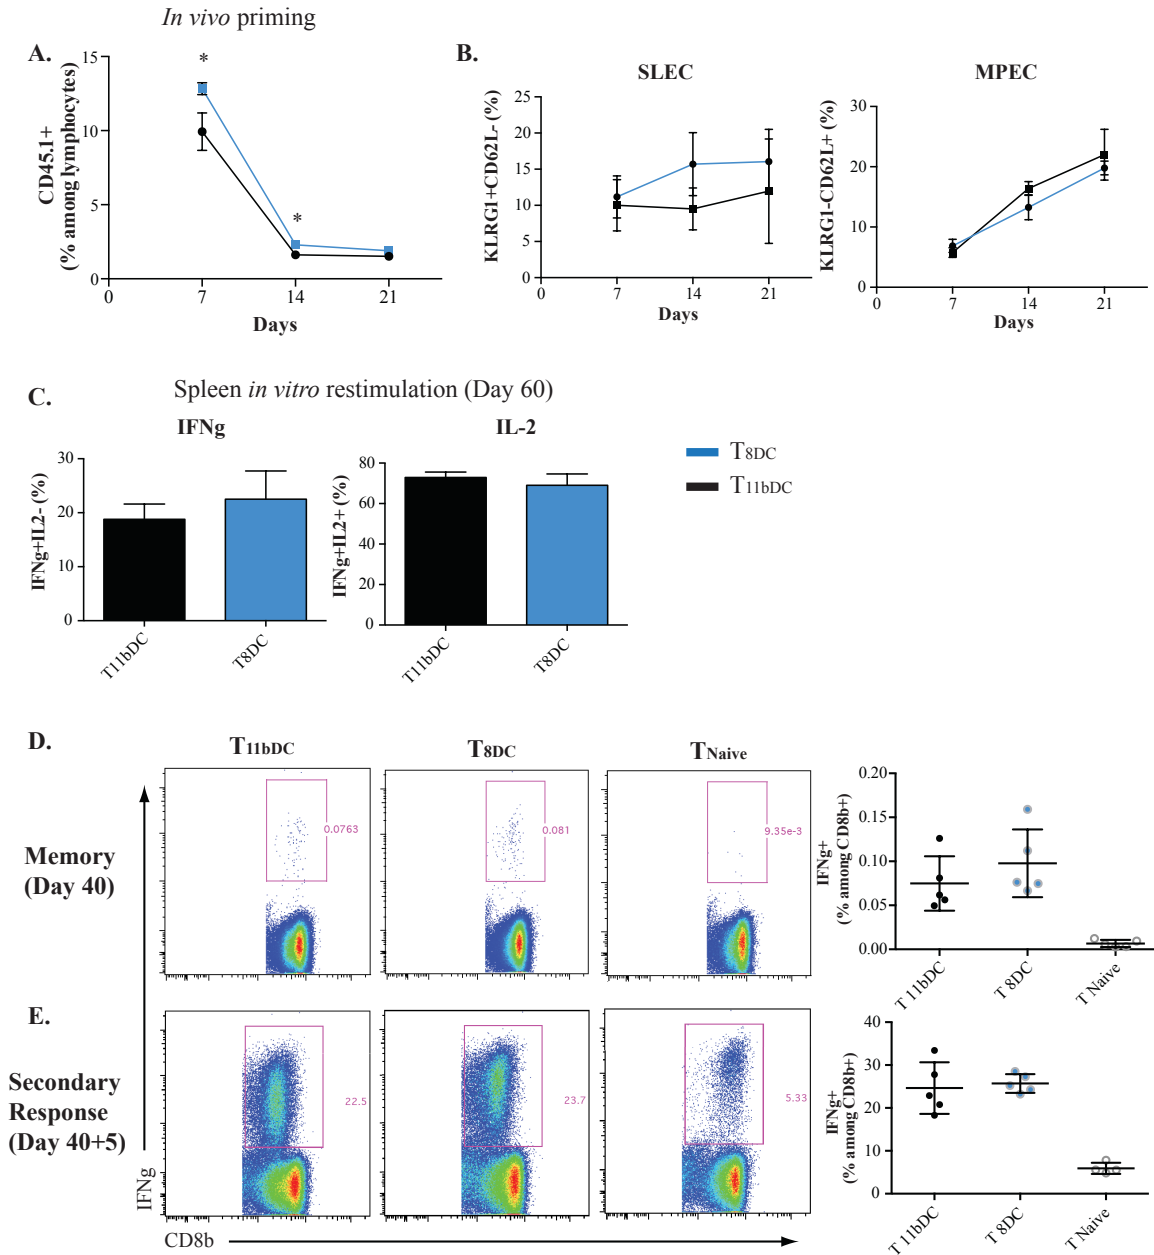 In vivo priming
A.
CD45.1+
(% among lymphocytes)
15
10
5
0
*
*
0
7
14
21
Days
B.
SLEC
KLRG1+CD62L- (%)
25
20
15
10
5
0
0
7
14
21
Days
MPEC
KLRG1-CD62L+ (%)
30
20
10
0
0
7
14
21
Days
C.
Spleen in vitro restimulation (Day 60)
IFNg
IFNg+IL2- (%)
30
20
10
0
T11bDC
T8DC
IL-2
IFNg+IL2+ (%)
80
60
40
20
0
T11bDC
T8DC
T8DC
T11bDC
D.
T11bDC
T8DC
TNaive
Memory
(Day 40)
0.0763
0.081
9.35e-3
IFNg+
(% among CD8b+)
0.20
0.15
0.10
0.05
0.00
T 11bDC
T 8DC
T Naive
E.
Secondary
Response
(Day 40+5)
22.5
23.7
5.33
IFNg
CD8b
IFNg+
(% among CD8b+)
40
30
20
10
0
T 11bDC
T 8DC
T Naive